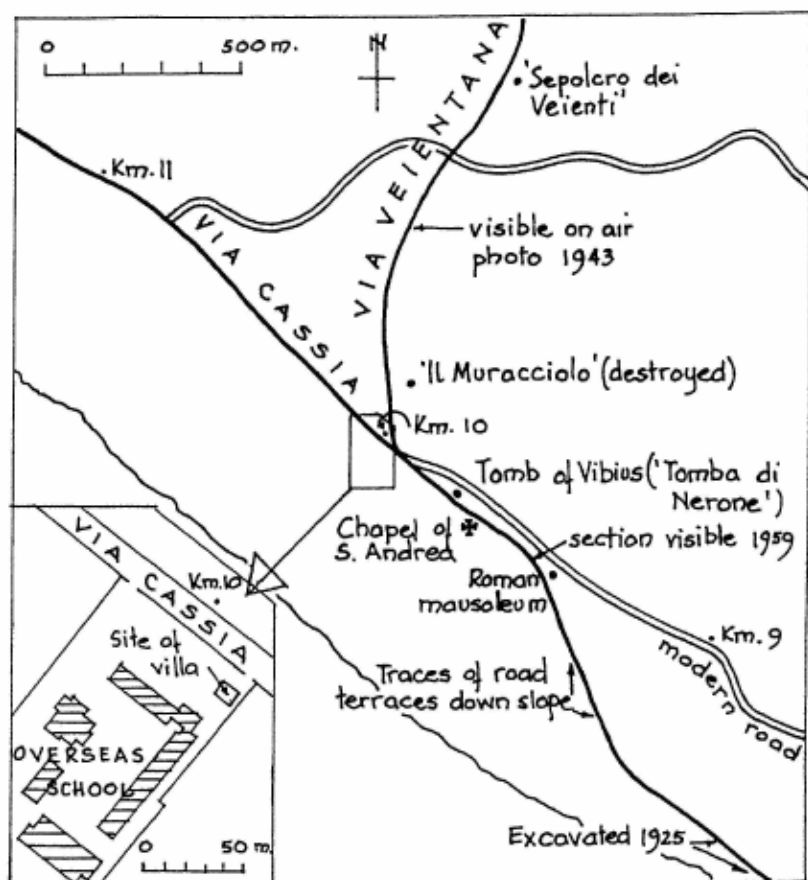 0 500 m.
N
VIA VEIENTANA
'Sepolcro dei
Veienti'
Km. 11
VIA CASSIA
visible on air
photo 1943
'Il Muracciolo' (destroyed)
Km. 10
Tomb of Vibius ('Tomba di
Nerone')
Chapel of
S. Andrea
section visible 1959
Roman
mausoleum
Km. 9
modern road
Traces of road
terraces down slope
Excavated 1925
VIA CASSIA
Km. 10
Site of
villa
OVERSEAS
SCHOOL
0 50 m.